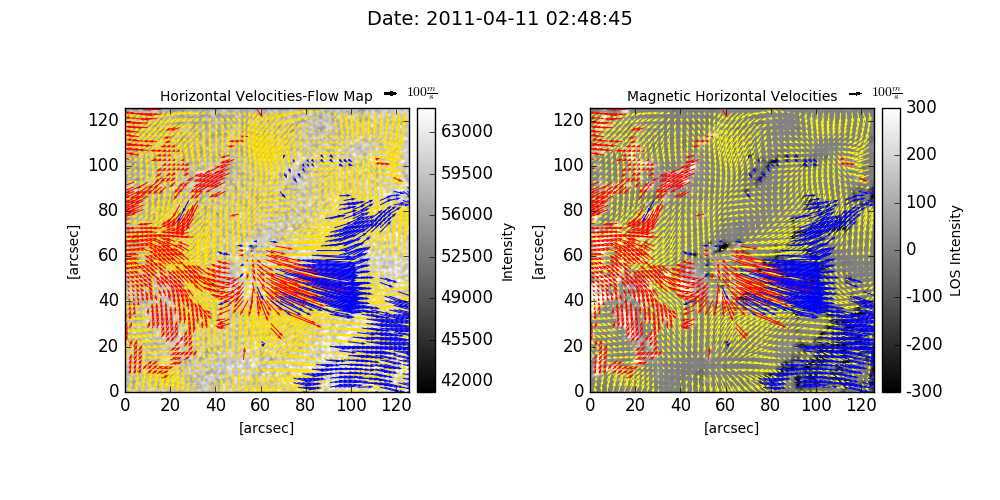 Date: 2011-04-11 02:48:45
Horizontal Velocities-Flow Map
100 m/s
120
100
80
60
40
20
0
0 20 40 60 80 100 120
[arcsec]
[arcsec]
63000
59500
56000
52500
49000
45500
42000
Intensity
Magnetic Horizontal Velocities
100 m/s
120
100
80
60
40
20
0
0 20 40 60 80 100 120
[arcsec]
[arcsec]
300
200
100
0
-100
-200
-300
LOS Intensity